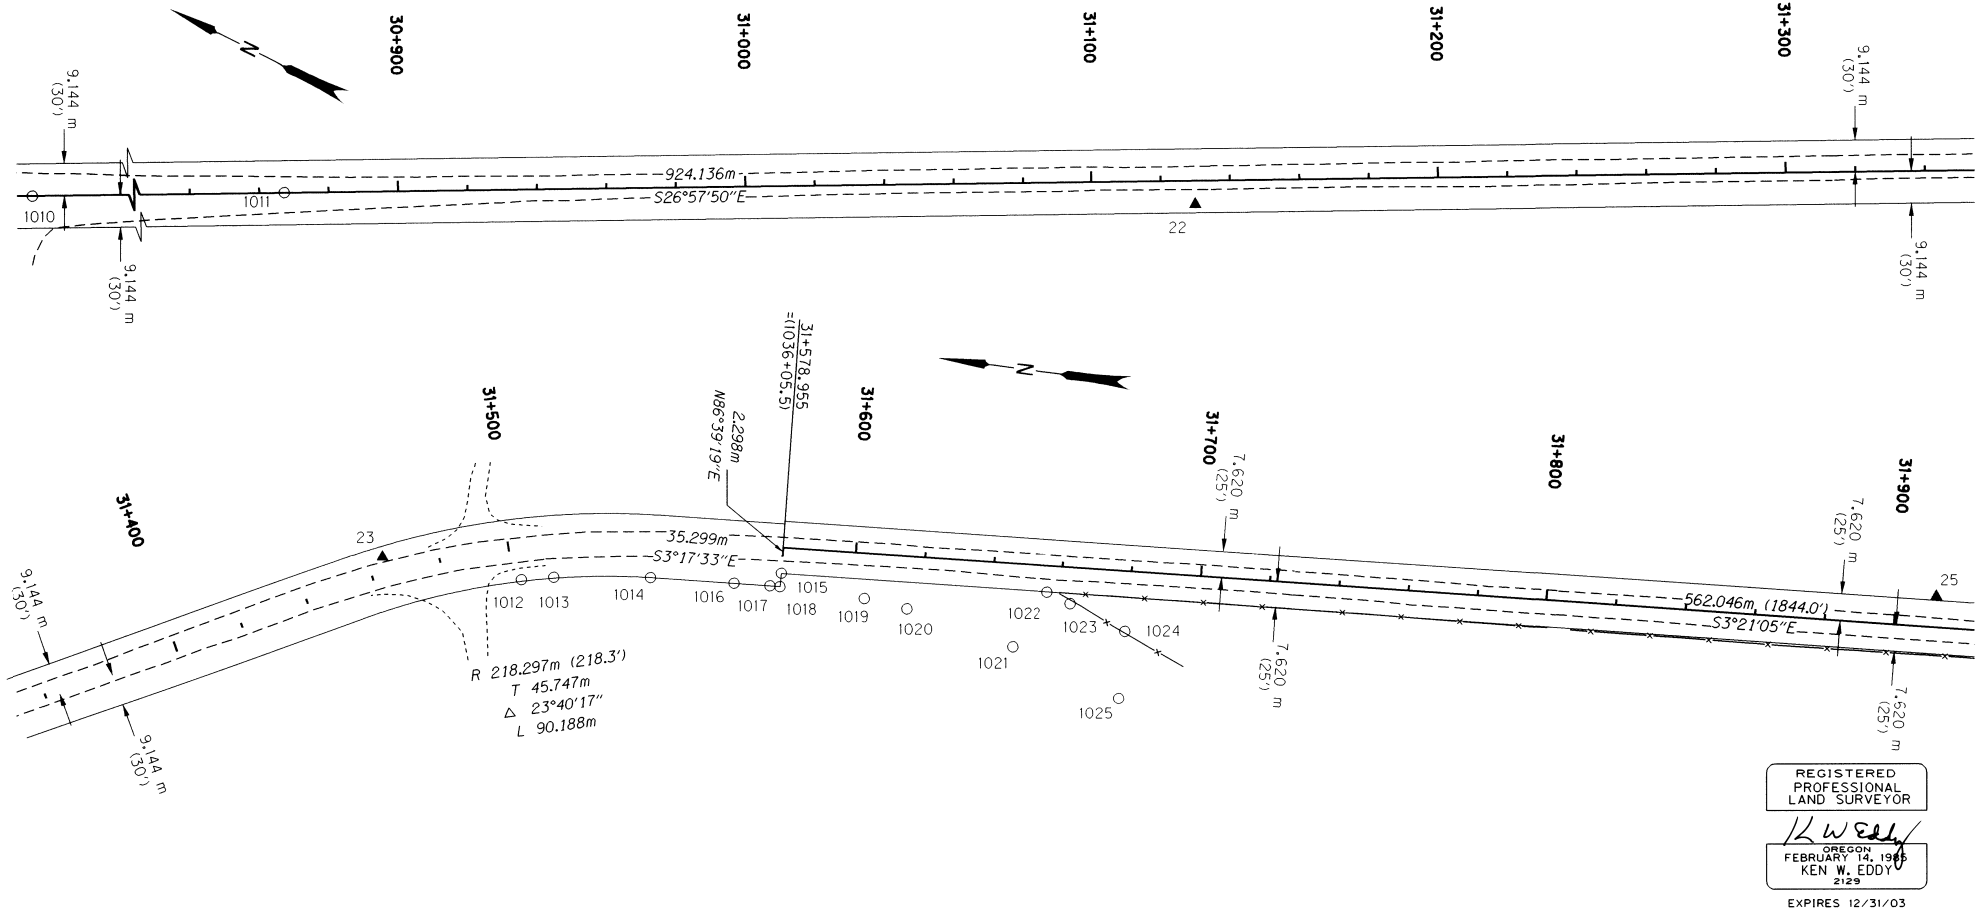 N
30+900
31+000
31+100
31+200
31+300
9.144 m
(30')
9.144 m
(30')
924.136m
S26°57'50"E
1010
1011
22
9.144 m
(30')
9.144 m
(30')
N
31+578.955
=(1036+05.5)
2.298m
N86°39'19"E
31+400
31+500
31+600
31+700
31+800
31+900
7.620 m
(25')
7.620 m
(25')
23
25
35.299m
S3°17'33"E
562.046m (1844.0')
S3°21'05"E
9.144 m
(30')
1012
1013
1014
1016
1017
1015
1018
1019
1020
1021
1022
1023
1024
1025
R 218.297m (218.3')
T 45.747m
△ 23°40'17"
L 90.188m
9.144 m
(30')
7.620 m
(25')
7.620 m
(25')
REGISTERED
PROFESSIONAL
LAND SURVEYOR
K W Eddy
OREGON
FEBRUARY 14, 1985
KEN W. EDDY
2129
EXPIRES 12/31/03